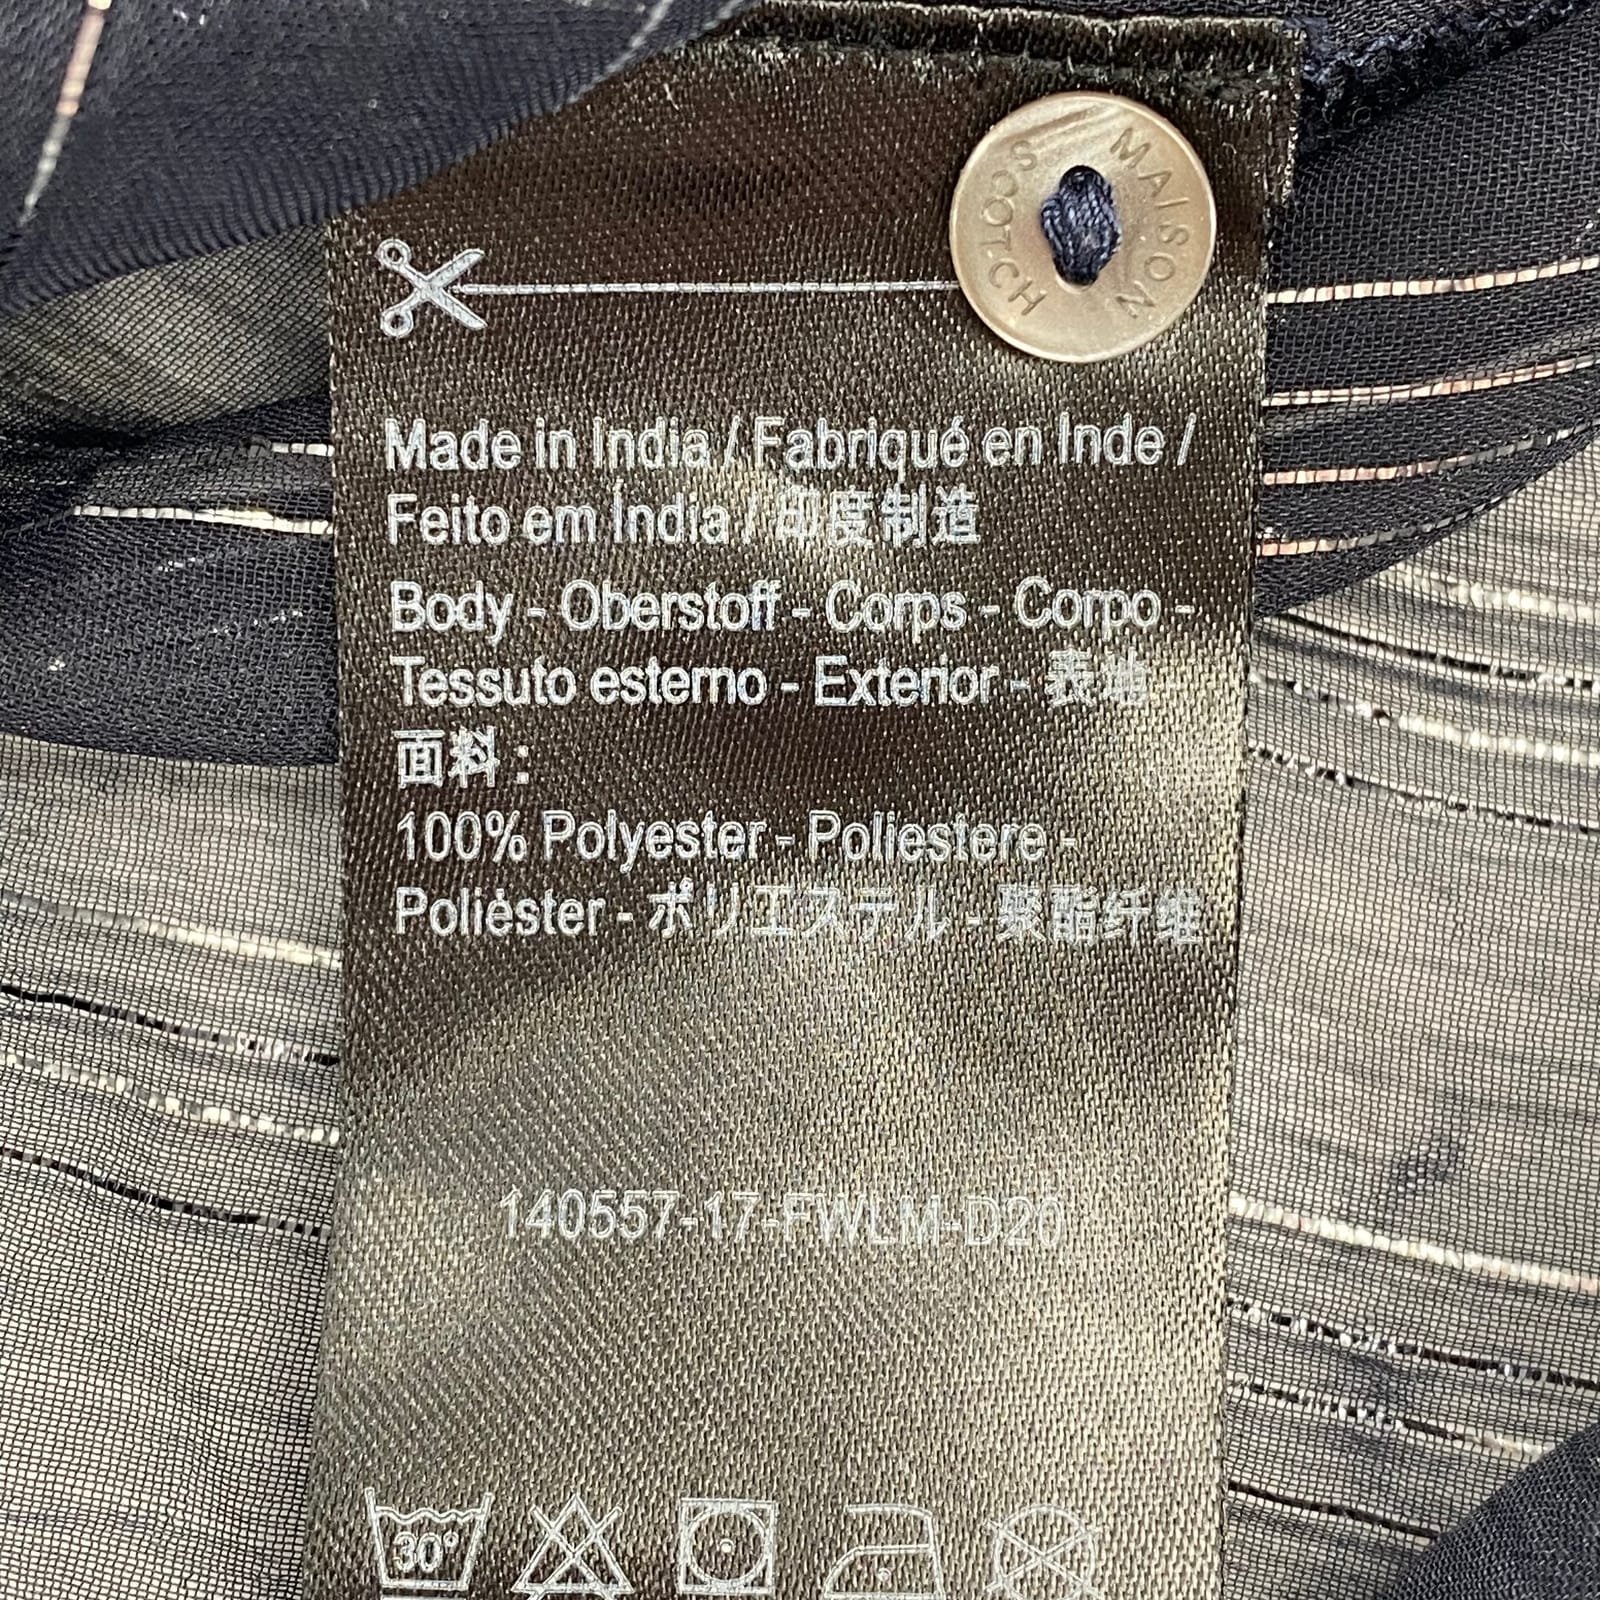 MAISON
SCOTCH
Made in India / Fabriqué en Inde /
Feito em Índia / 印度制造
Body - Oberstoff - Corps - Corpo -
Tessuto esterno - Exterior - 表地 -
面料 :
100% Polyester - Poliestere -
Poliéster - ポリエステル - 聚酯纤维
140557-17-FWLM-D20
30°